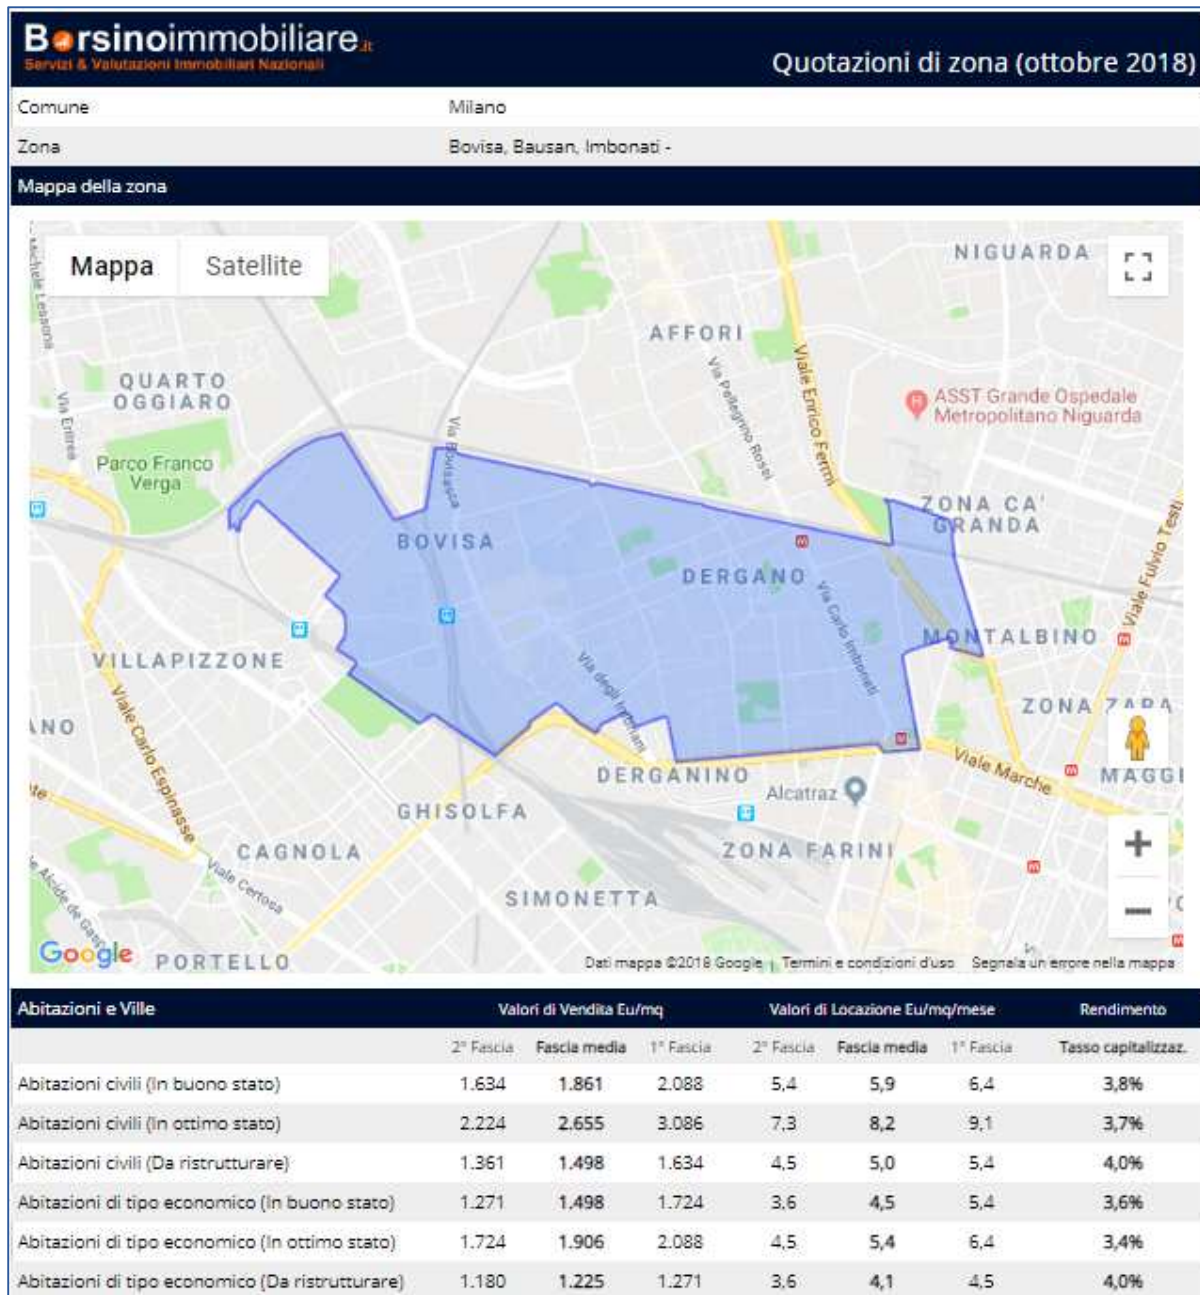 Borsinoimmobiliare.it
Servizi & Valutazioni Immobiliari Nazionali
Quotazioni di zona (ottobre 2018)
Comune Milano
Zona Bovisa, Bausan, Imbonati -
Mappa della zona
Mappa Satellite
NIGUARDA
AFFORI
Via Pellegrino Rossi
Viale Enrico Fermi
QUARTO
OGGIARO
Via Eritrea
ASST Grande Ospedale
Metropolitano Niguarda
Parco Franco
Verga
Via Bovisasca
ZONA CA'
GRANDA
BOVISA
DERGANO
Via Carlo Imbonati
Viale Fulvio Testi
MONTALBINO
VILLAPIZZONE
Via degli Imbriani
ZONA ZARA
ANO
Viale Carlo Espinasse
DERGANINO
Viale Marche
MAGGI
Alcatraz
GHISOLFA
CAGNOLA
ZONA FARINI
Viale Certosa
SIMONETTA
Google
PORTELLO
Dati mappa ©2018 Google Termini e condizioni d'uso Segnala un errore nella mappa
Abitazioni e Ville Valori di Vendita Eu/mq Valori di Locazione Eu/mq/mese Rendimento
2° Fascia Fascia media 1° Fascia 2° Fascia Fascia media 1° Fascia Tasso capitalizzaz.
Abitazioni civili (In buono stato) 1.634 1.861 2.088 5,4 5,9 6,4 3,8%
Abitazioni civili (In ottimo stato) 2.224 2.655 3.086 7,3 8,2 9,1 3,7%
Abitazioni civili (Da ristrutturare) 1.361 1.498 1.634 4,5 5,0 5,4 4,0%
Abitazioni di tipo economico (In buono stato) 1.271 1.498 1.724 3,6 4,5 5,4 3,6%
Abitazioni di tipo economico (In ottimo stato) 1.724 1.906 2.088 4,5 5,4 6,4 3,4%
Abitazioni di tipo economico (Da ristrutturare) 1.180 1.225 1.271 3,6 4,1 4,5 4,0%